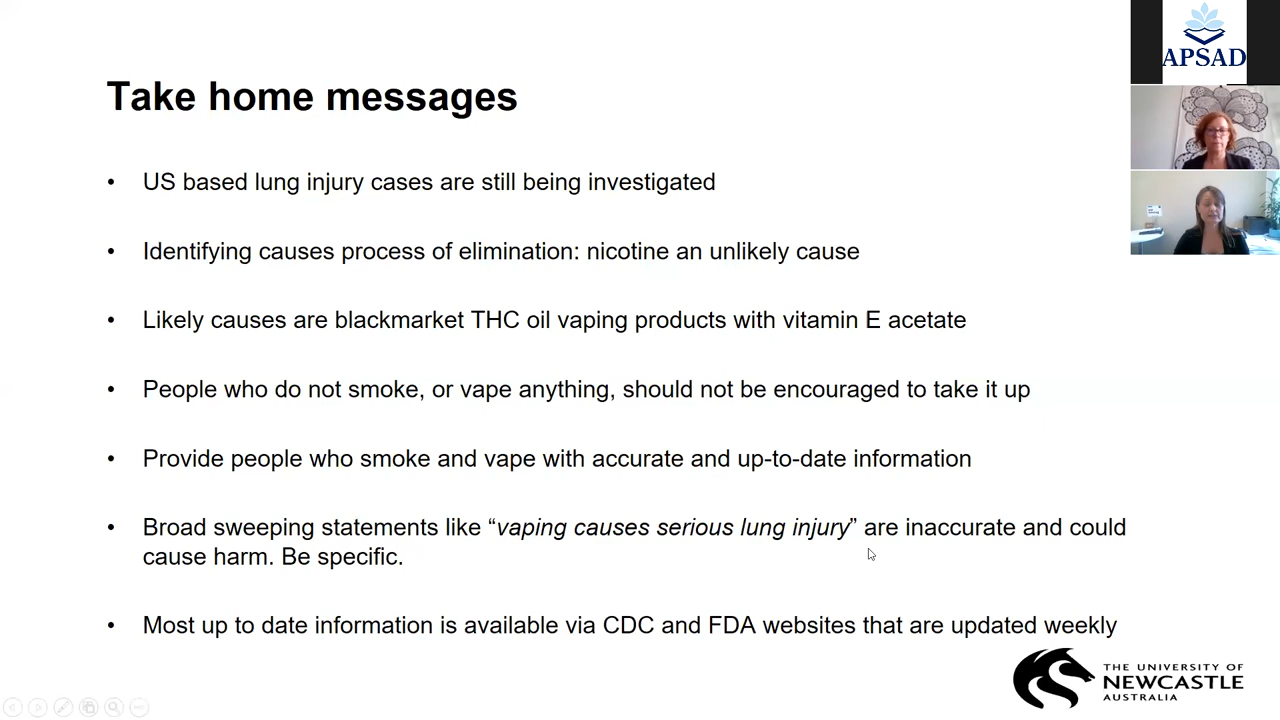 Take home messages
• US based lung injury cases are still being investigated
• Identifying causes process of elimination: nicotine an unlikely cause
• Likely causes are blackmarket THC oil vaping products with vitamin E acetate
• People who do not smoke, or vape anything, should not be encouraged to take it up
• Provide people who smoke and vape with accurate and up-to-date information
• Broad sweeping statements like “vaping causes serious lung injury” are inaccurate and could
cause harm. Be specific.
• Most up to date information is available via CDC and FDA websites that are updated weekly
APSAD
THE UNIVERSITY OF
NEWCASTLE
AUSTRALIA